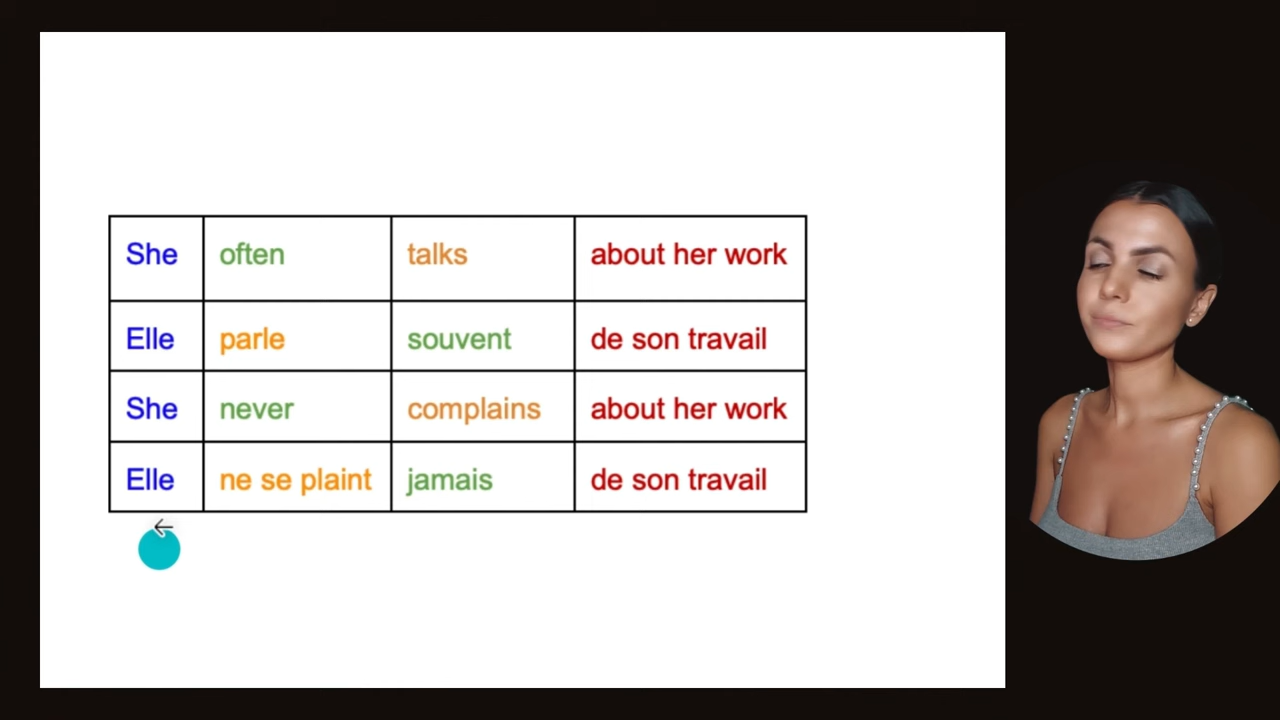 She often talks about her work
Elle parle souvent de son travail
She never complains about her work
Elle ne se plaint jamais de son travail